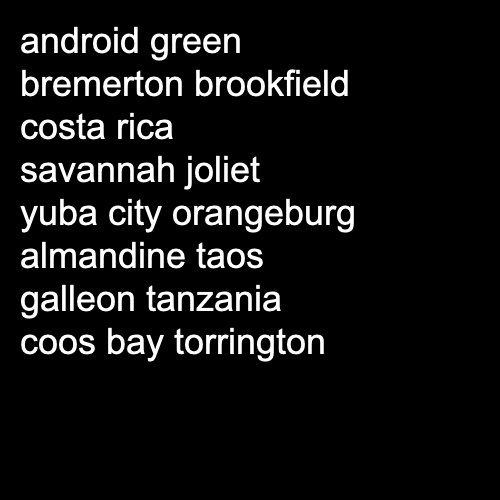 android green
bremerton brookfield
costa rica
savannah joliet
yuba city orangeburg
almandine taos
galleon tanzania
coos bay torrington